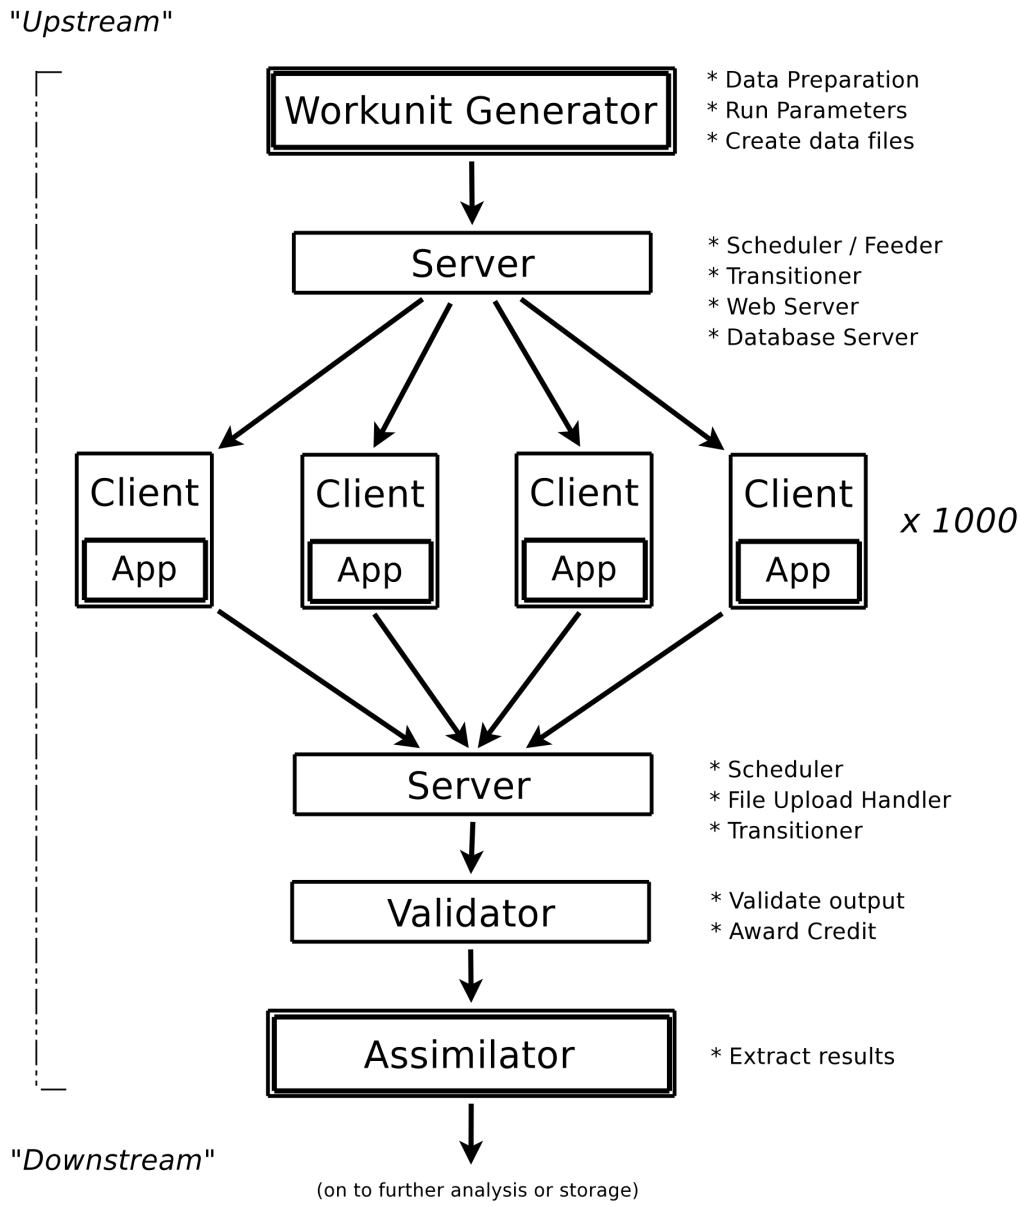 "Upstream"
Workunit Generator
* Data Preparation
* Run Parameters
* Create data files
Server
* Scheduler / Feeder
* Transitioner
* Web Server
* Database Server
Client
App
Client
App
Client
App
Client
App
x 1000
Server
* Scheduler
* File Upload Handler
* Transitioner
Validator
* Validate output
* Award Credit
Assimilator
* Extract results
"Downstream"
(on to further analysis or storage)